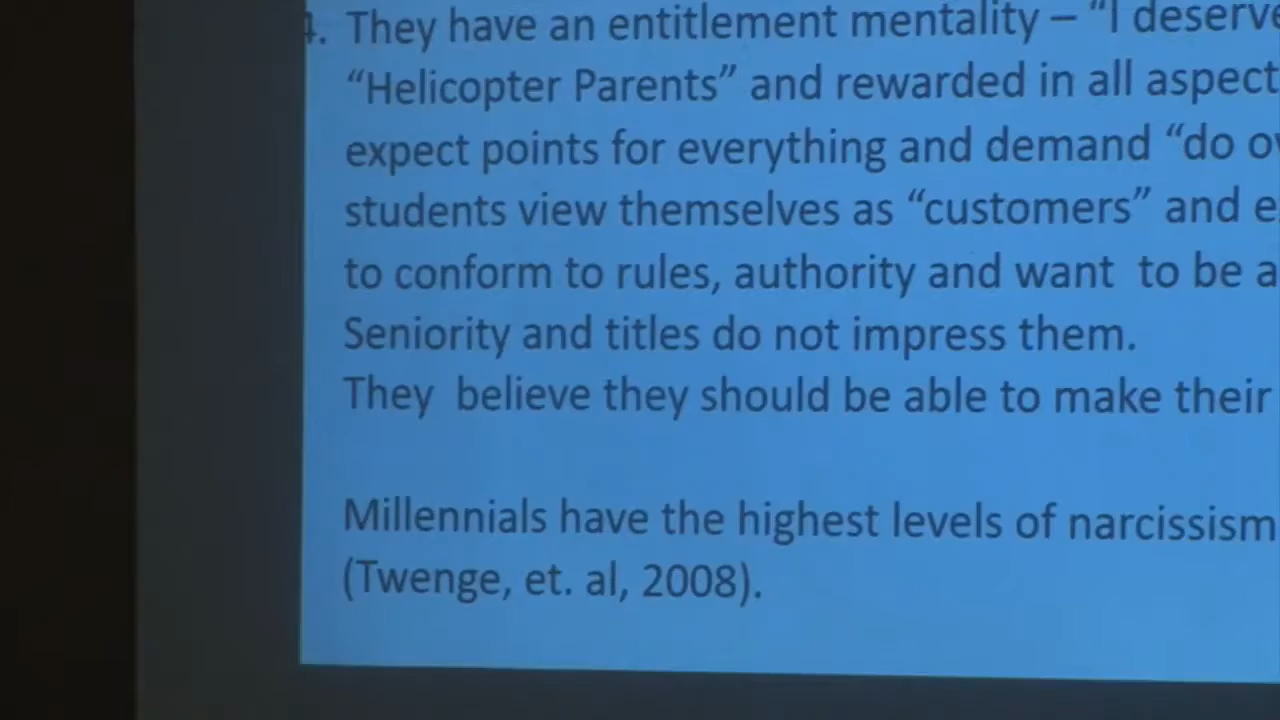 4. They have an entitlement mentality – “I deserve
“Helicopter Parents” and rewarded in all aspect
expect points for everything and demand “do ov
students view themselves as “customers” and e
to conform to rules, authority and want to be a
Seniority and titles do not impress them.
They believe they should be able to make their
Millennials have the highest levels of narcissism
(Twenge, et. al, 2008).